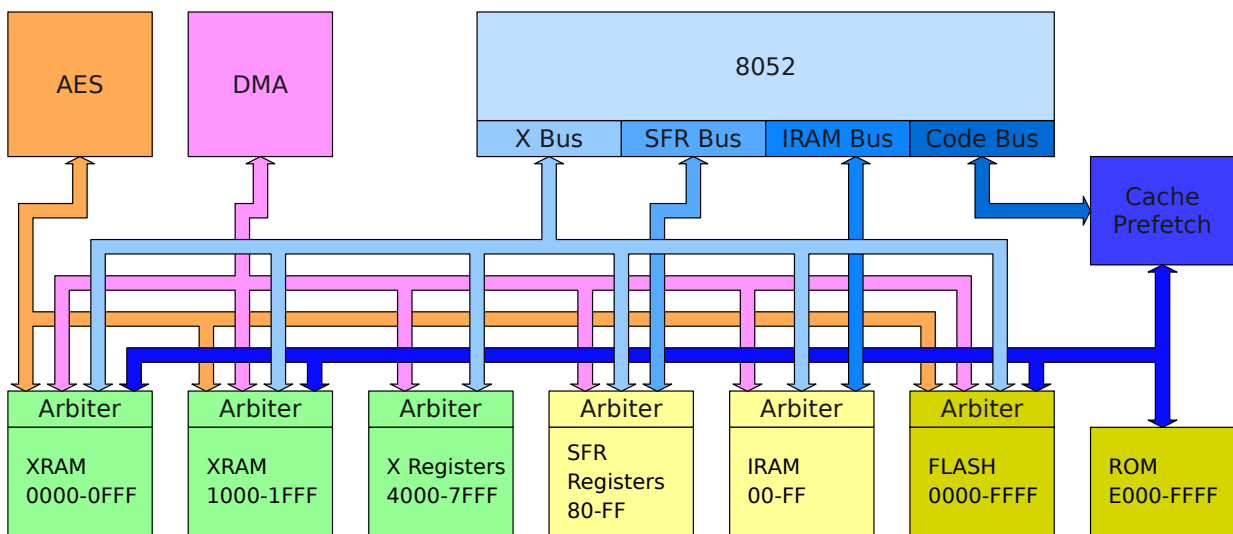 AES
DMA
8052
X Bus
SFR Bus
IRAM Bus
Code Bus
Cache
Prefetch
Arbiter
Arbiter
Arbiter
Arbiter
Arbiter
Arbiter
XRAM
0000-0FFF
XRAM
1000-1FFF
X Registers
4000-7FFF
SFR
Registers
80-FF
IRAM
00-FF
FLASH
0000-FFFF
ROM
E000-FFFF